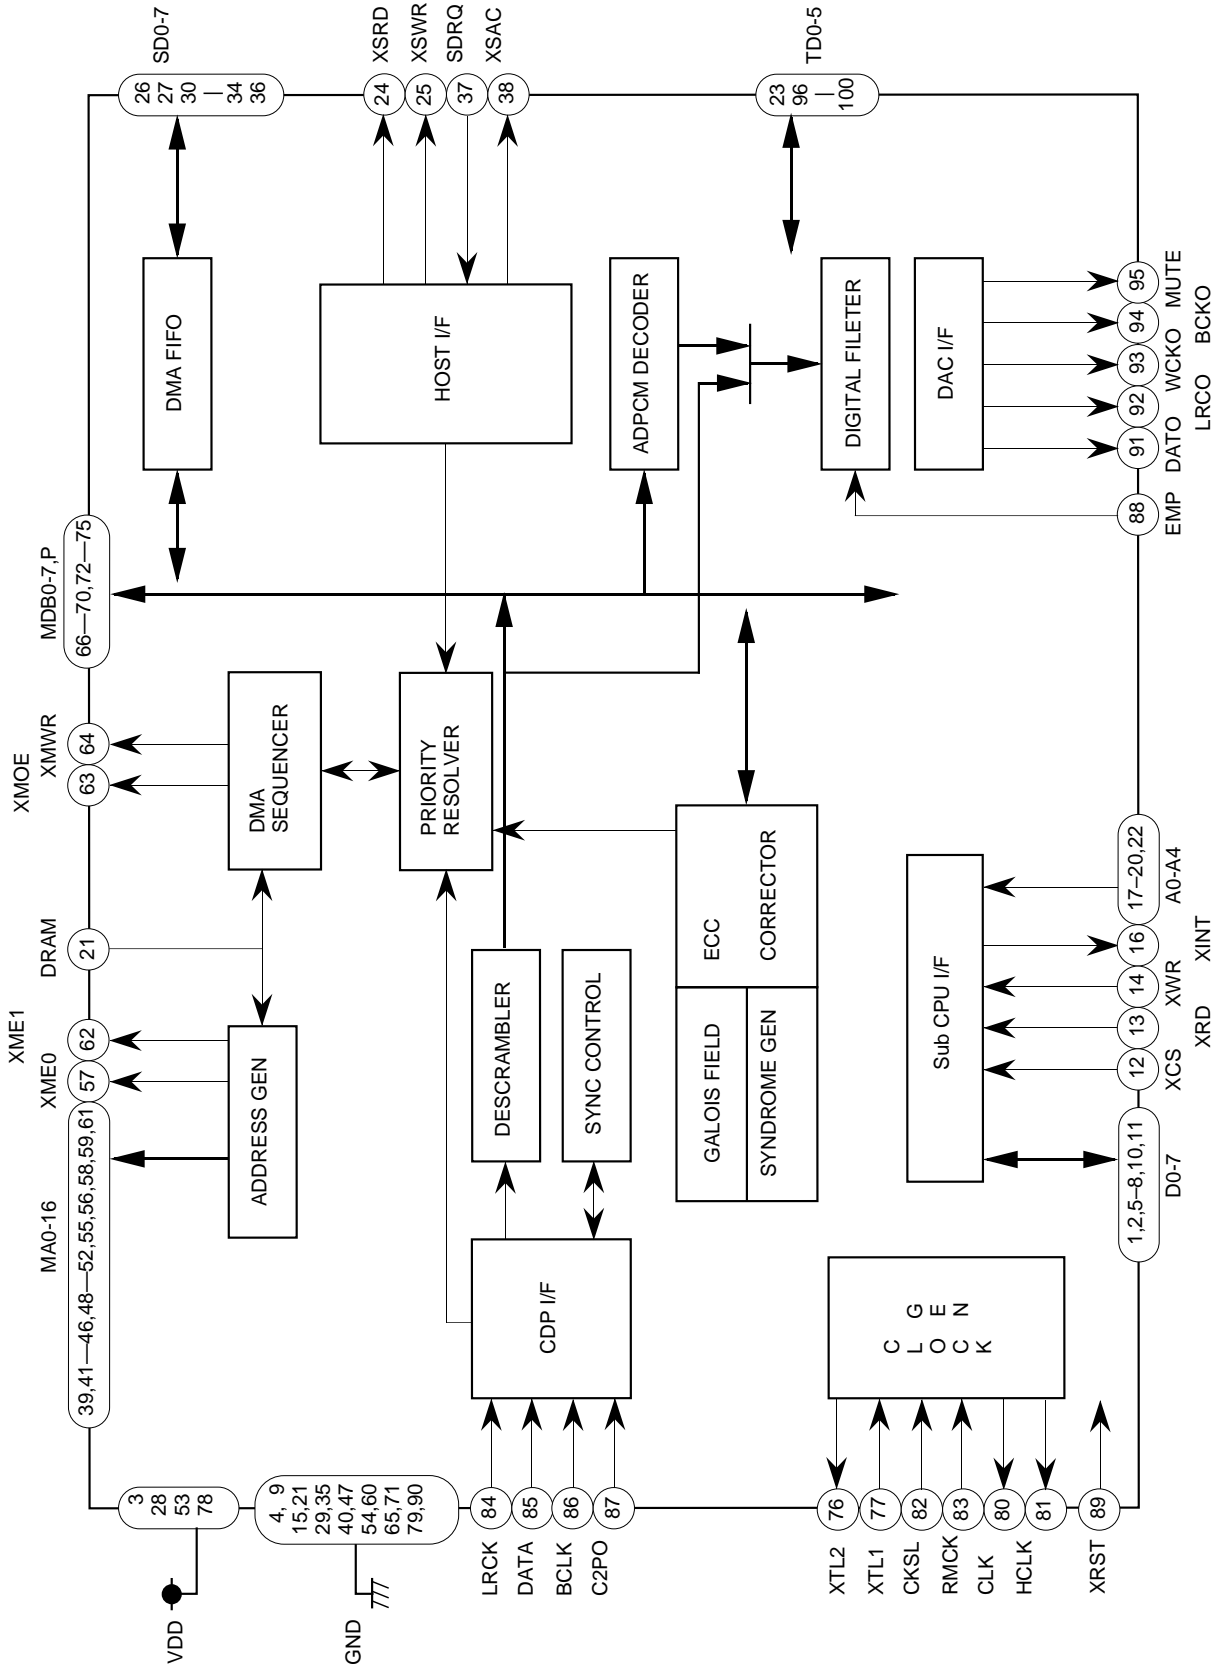 VDD
3
28
53
78
GND
4, 9
15,21
29,35
40,47
54,60
65,71
79,90
MA0-16
39,41—46,48—52,55,56,58,59,61
XME0
57
XME1
62
DRAM
21
XMOE
63
XMWR
64
MDB0-7,P
66—70,72—75
SD0-7
26
27
30
—
34
36
XSRD
24
XSWR
25
SDRQ
37
XSAC
38
TD0-5
23
96
—
100
ADDRESS GEN
DMA
SEQUENCER
DMA FIFO
PRIORITY
RESOLVER
HOST I/F
LRCK
84
DATA
85
BCLK
86
C2PO
87
CDP I/F
DESCRAMBLER
SYNC CONTROL
GALOIS FIELD
SYNDROME GEN
ECC
CORRECTOR
ADPCM DECODER
DIGITAL FILETER
DAC I/F
XTL2
76
XTL1
77
CKSL
82
RMCK
83
CLK
80
HCLK
81
XRST
89
CLOCK
GEN
Sub CPU I/F
1,2,5–8,10,11
D0-7
12
XCS
13
XRD
14
XWR
16
XINT
17–20,22
A0-A4
88
EMP
91
DATO
92
LRCO
93
WCKO
94
BCKO
95
MUTE